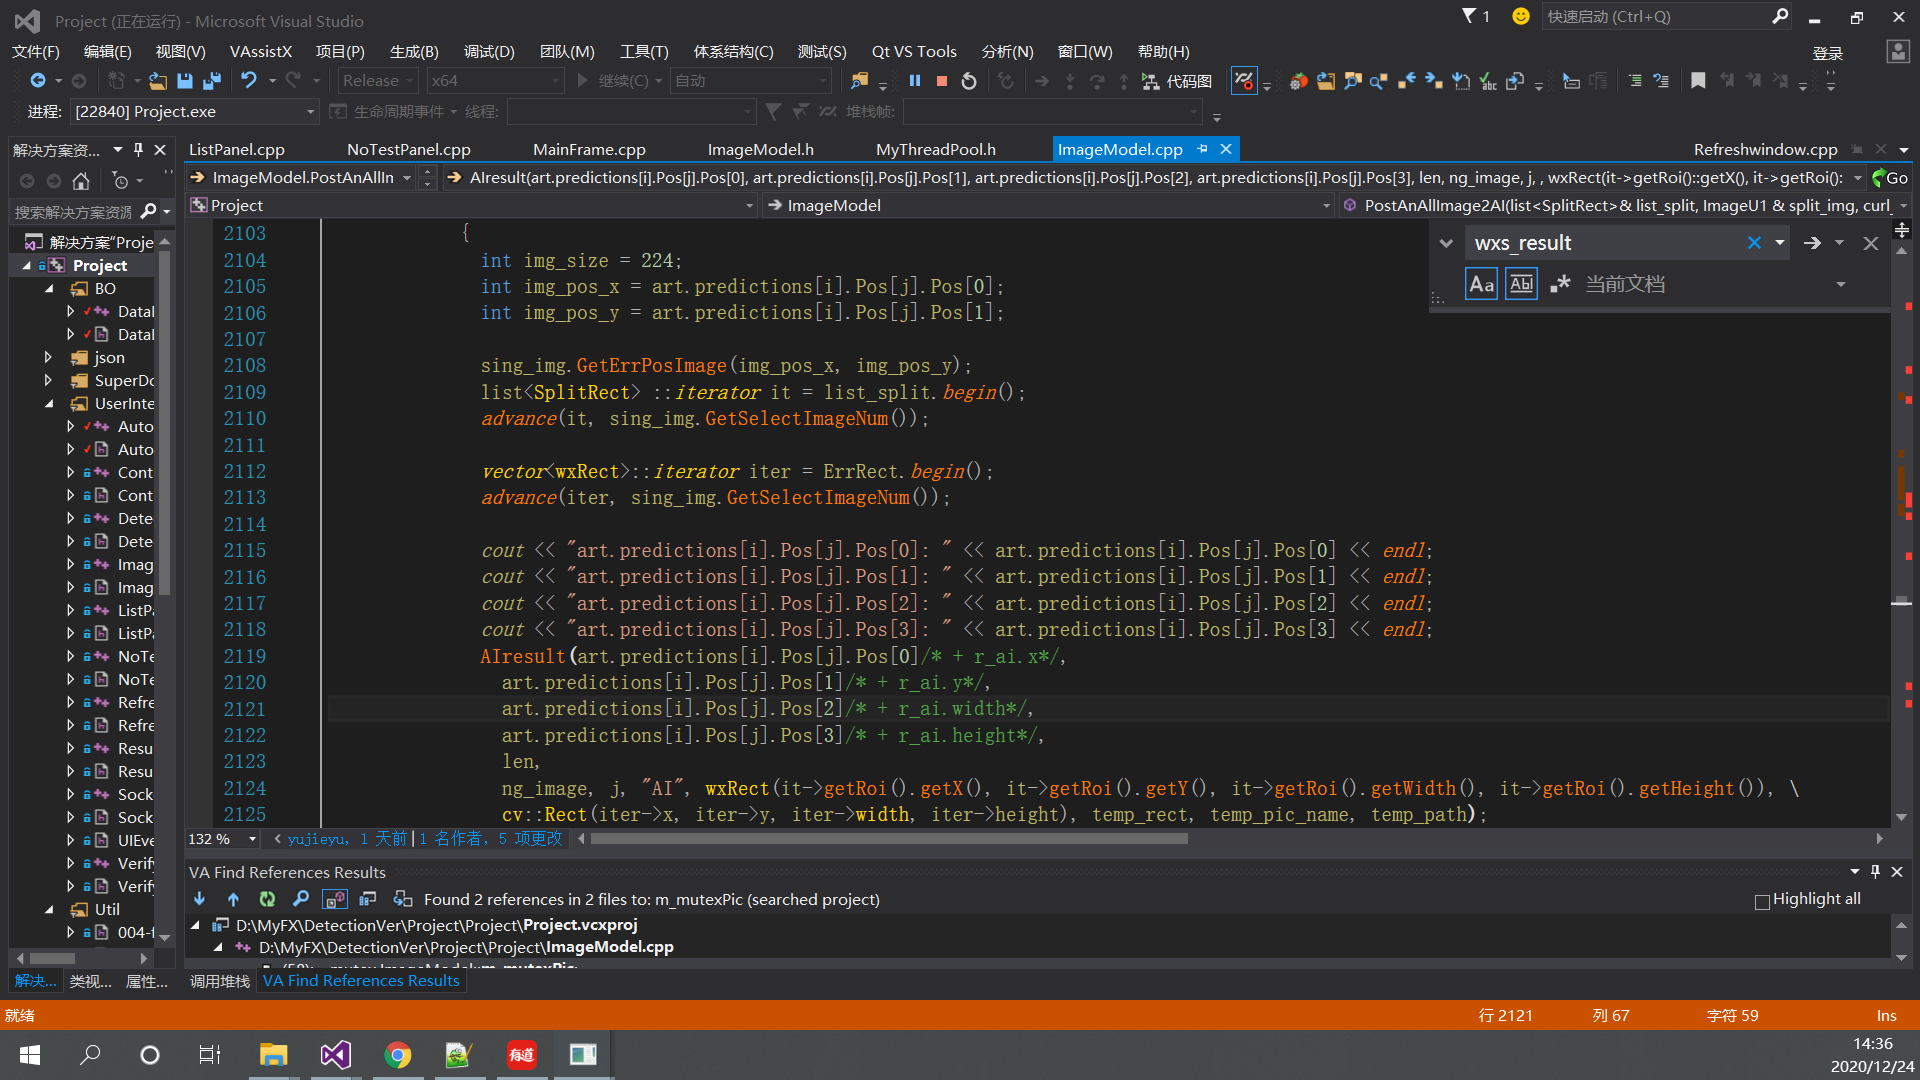 Project (正在运行) - Microsoft Visual Studio
1
快速启动 (Ctrl+Q)
文件(F) 编辑(E) 视图(V) VAssistX 项目(P) 生成(B) 调试(D) 团队(M) 工具(T) 体系结构(C) 测试(S) Qt VS Tools 分析(N) 窗口(W) 帮助(H) 登录
Release x64 继续(C) 自动 代码图
进程: [22840] Project.exe 生命周期事件 线程: 堆栈帧:
解决方案资...
ListPanel.cpp NoTestPanel.cpp MainFrame.cpp ImageModel.h MyThreadPool.h ImageModel.cpp Refreshwindow.cpp
ImageModel.PostAnAllIn AIresult(art.predictions[i].Pos[j].Pos[0], art.predictions[i].Pos[j].Pos[1], art.predictions[i].Pos[j].Pos[2], art.predictions[i].Pos[j].Pos[3], len, ng_image, j, , wxRect(it->getRoi()::getX(), it->getRoi(): Go
搜索解决方案资源
Project ImageModel PostAnAllImage2AI(list<SplitRect>& list_split, ImageU1 & split_img, curl_
解决方案"Proje
Project
BO
Datal
Datal
json
SuperDo
UserInte
Auto
Auto
Cont
Cont
Dete
Dete
Imag
Imag
ListPa
ListPa
NoTe
NoTe
Refre
Refre
Resu
Resu
Sock
Sock
UIEve
Verify
Verify
Util
004-f
wxs_result
Aa Abl .* 当前文档
2103 {
2104 int img_size = 224;
2105 int img_pos_x = art.predictions[i].Pos[j].Pos[0];
2106 int img_pos_y = art.predictions[i].Pos[j].Pos[1];
2107
2108 sing_img.GetErrPosImage(img_pos_x, img_pos_y);
2109 list<SplitRect> ::iterator it = list_split.begin();
2110 advance(it, sing_img.GetSelectImageNum());
2111
2112 vector<wxRect>::iterator iter = ErrRect.begin();
2113 advance(iter, sing_img.GetSelectImageNum());
2114
2115 cout << "art.predictions[i].Pos[j].Pos[0]: " << art.predictions[i].Pos[j].Pos[0] << endl;
2116 cout << "art.predictions[i].Pos[j].Pos[1]: " << art.predictions[i].Pos[j].Pos[1] << endl;
2117 cout << "art.predictions[i].Pos[j].Pos[2]: " << art.predictions[i].Pos[j].Pos[2] << endl;
2118 cout << "art.predictions[i].Pos[j].Pos[3]: " << art.predictions[i].Pos[j].Pos[3] << endl;
2119 AIresult(art.predictions[i].Pos[j].Pos[0]/* + r_ai.x*/,
2120 art.predictions[i].Pos[j].Pos[1]/* + r_ai.y*/,
2121 art.predictions[i].Pos[j].Pos[2]/* + r_ai.width*/,
2122 art.predictions[i].Pos[j].Pos[3]/* + r_ai.height*/,
2123 len,
2124 ng_image, j, "AI", wxRect(it->getRoi().getX(), it->getRoi().getY(), it->getRoi().getWidth(), it->getRoi().getHeight()), \
2125 cv::Rect(iter->x, iter->y, iter->width, iter->height), temp_rect, temp_pic_name, temp_path);
132 % yujieyu, 1 天前 | 1 名作者, 5 项更改
VA Find References Results
Found 2 references in 2 files to: m_mutexPic (searched project) Highlight all
D:\MyFX\DetectionVer\Project\Project\Project.vcxproj
D:\MyFX\DetectionVer\Project\Project\ImageModel.cpp
解决... 类视... 属性... 调用堆栈 VA Find References Results
就绪 行 2121 列 67 字符 59 Ins
有道
14:36
2020/12/24